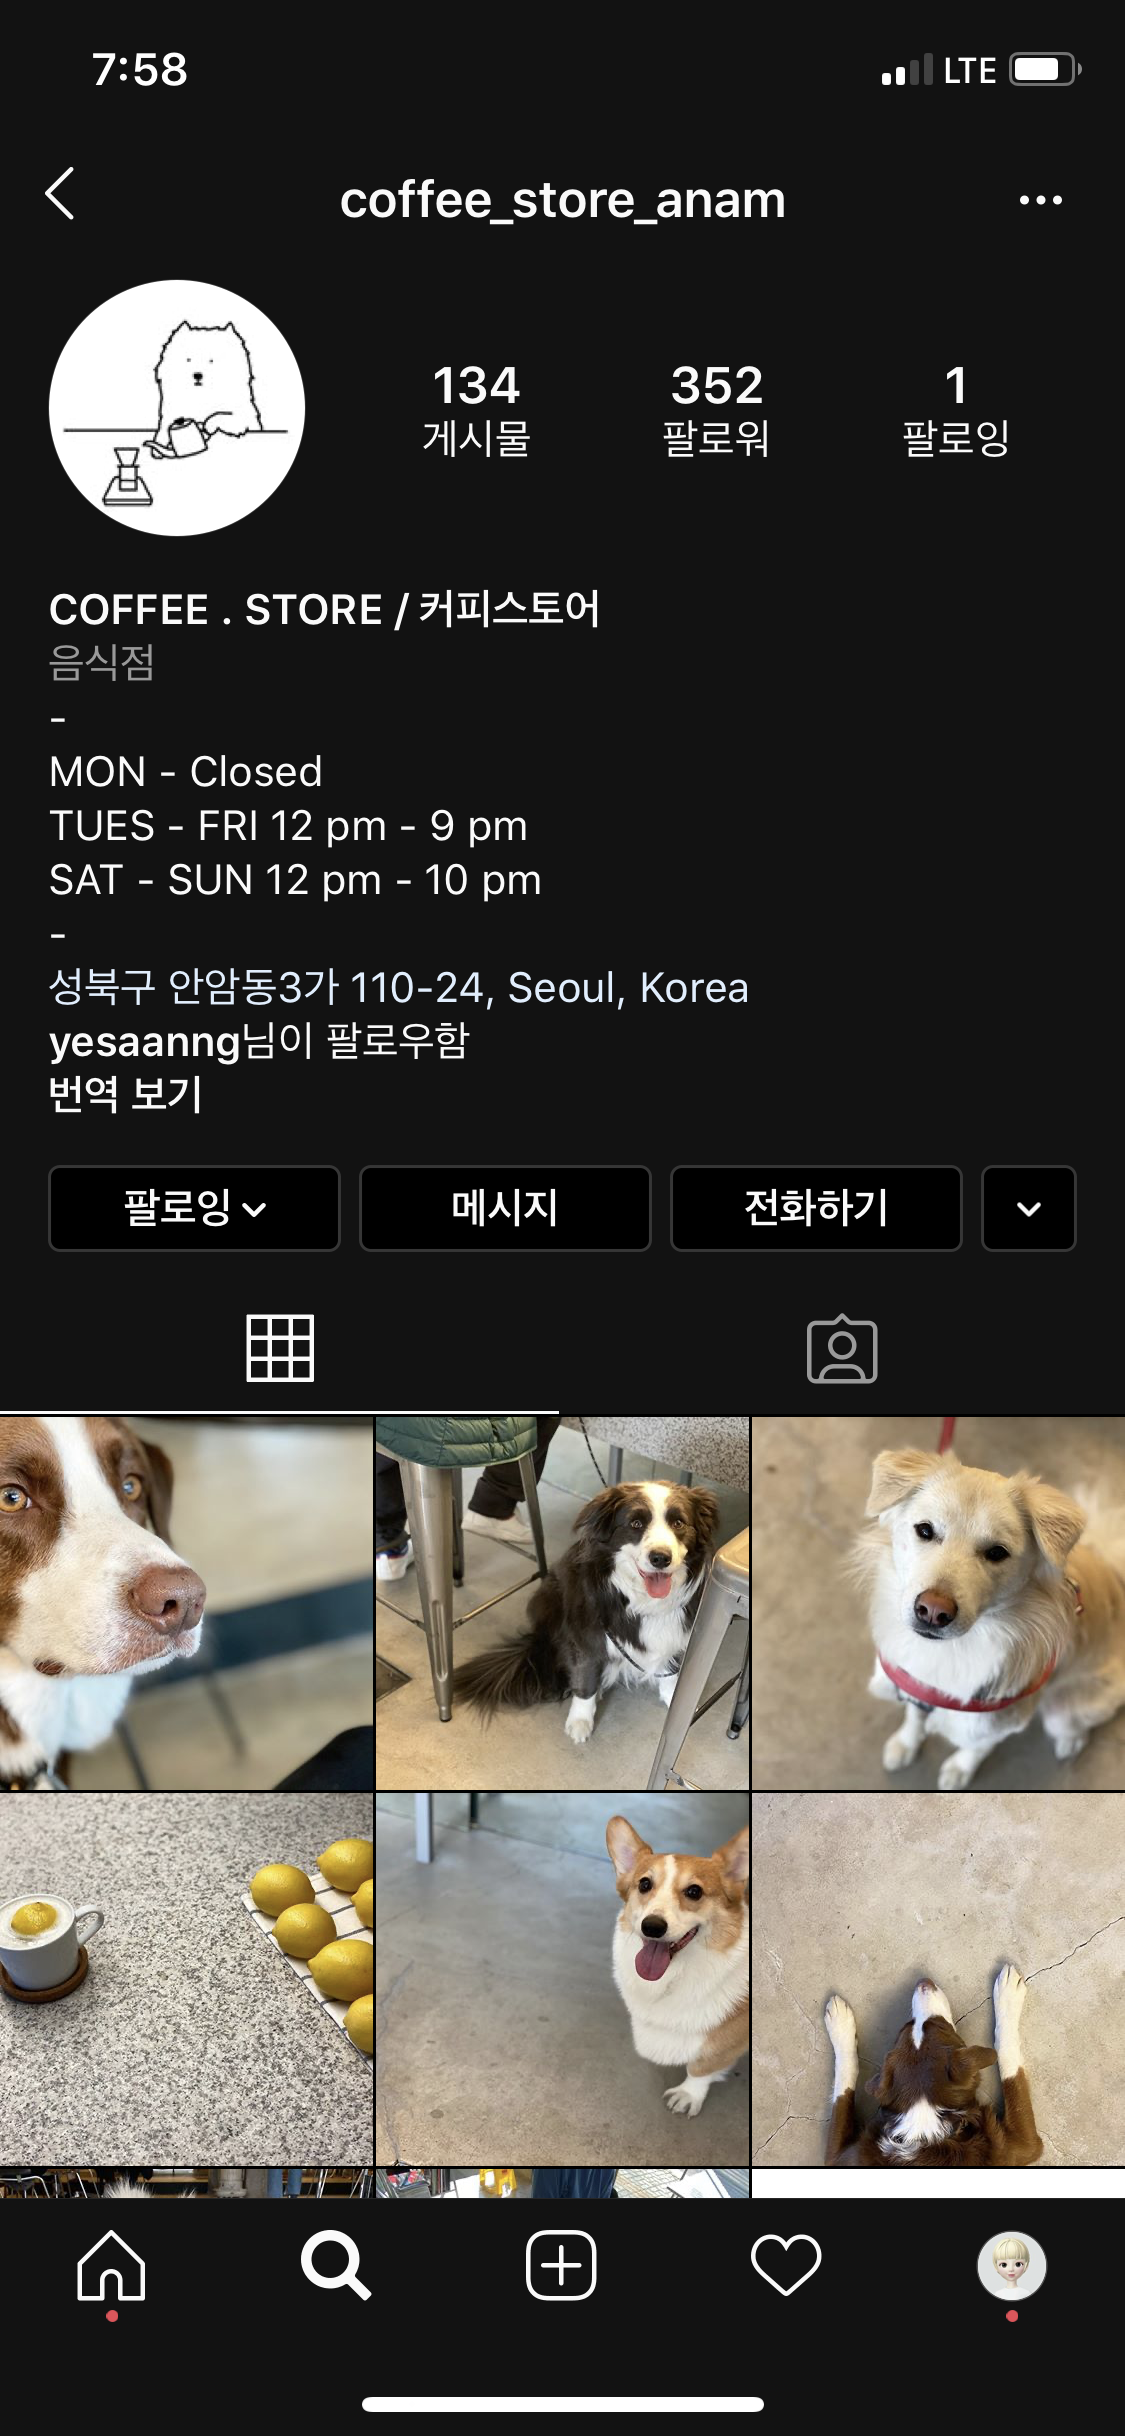 7:58
LTE
coffee_store_anam
134
게시물
352
팔로워
1
팔로잉
COFFEE . STORE / 커피스토어
음식점
-
MON - Closed
TUES - FRI 12 pm - 9 pm
SAT - SUN 12 pm - 10 pm
-
성북구 안암동3가 110-24, Seoul, Korea
yesaanng님이 팔로우함
번역 보기
팔로잉
메시지
전화하기